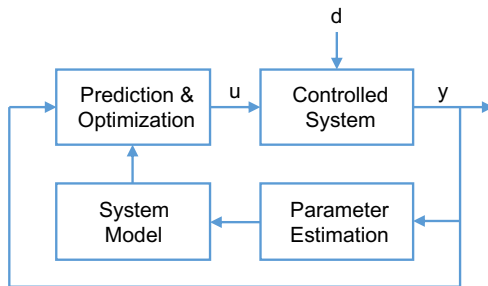 d
Prediction &
Optimization
u
Controlled
System
y
System
Model
Parameter
Estimation